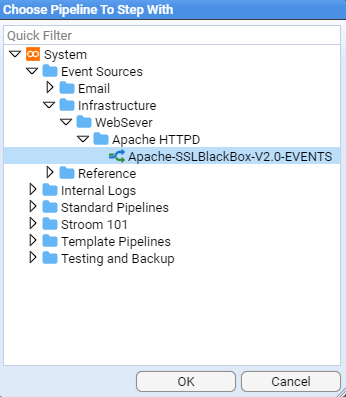 Choose Pipeline To Step With
Quick Filter
System
Event Sources
Email
Infrastructure
WebSever
Apache HTTPD
Apache-SSLBlackBox-V2.0-EVENTS
Reference
Internal Logs
Standard Pipelines
Stroom 101
Template Pipelines
Testing and Backup
OK
Cancel